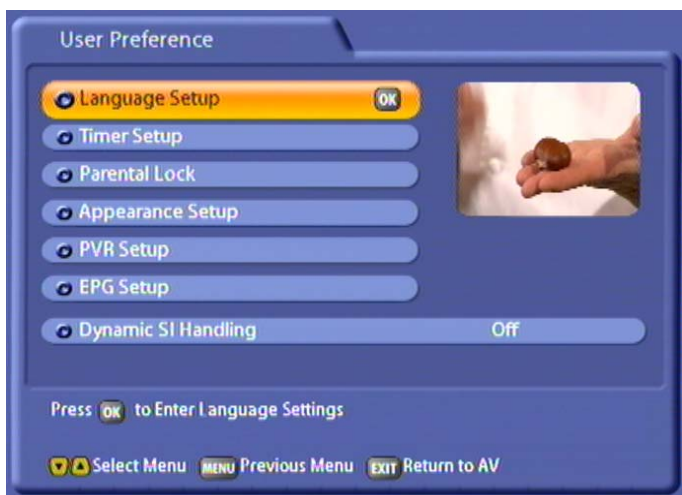 User Preference
Language Setup OK
Timer Setup
Parental Lock
Appearance Setup
PVR Setup
EPG Setup
Dynamic SI Handling Off
Press OK to Enter Language Settings
Select Menu MENU Previous Menu EXIT Return to AV